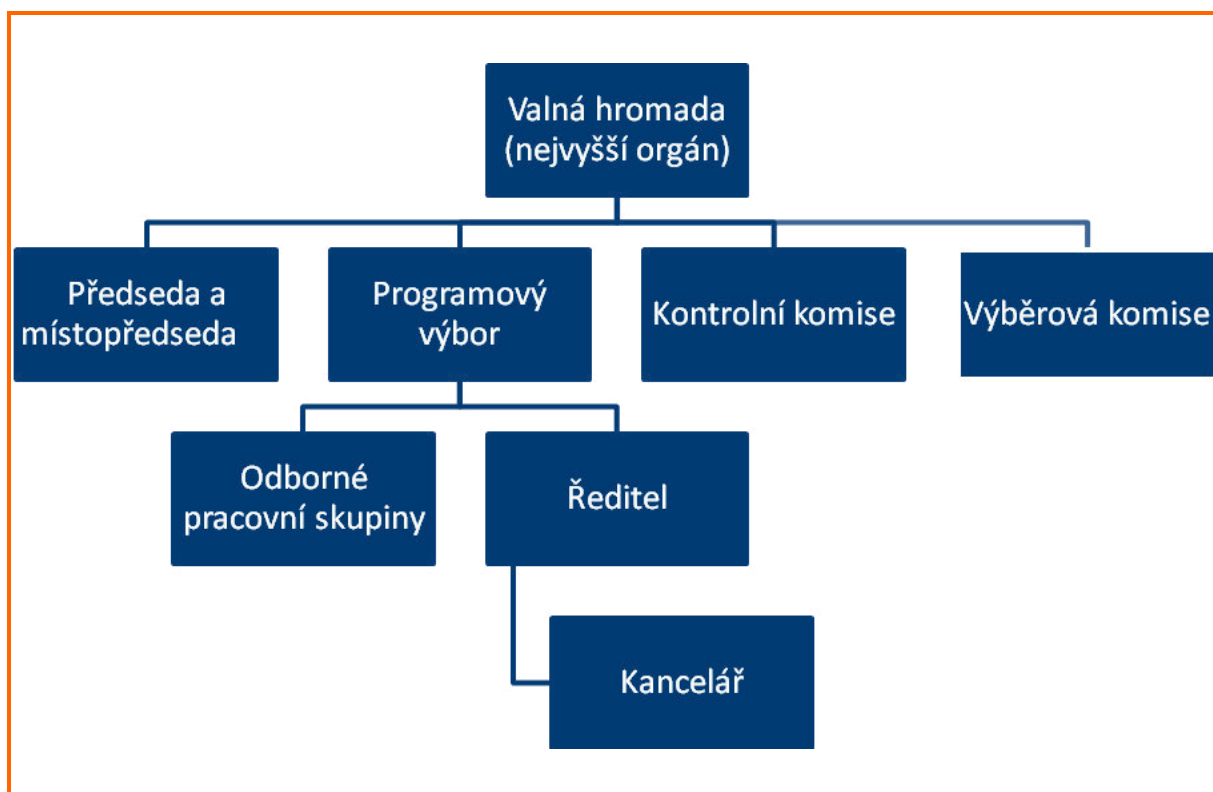 Valná hromada
(nejvyšší orgán)
Předseda a
místopředseda
Programový
výbor
Kontrolní komise
Výběrová komise
Odborné
pracovní skupiny
Ředitel
Kancelář